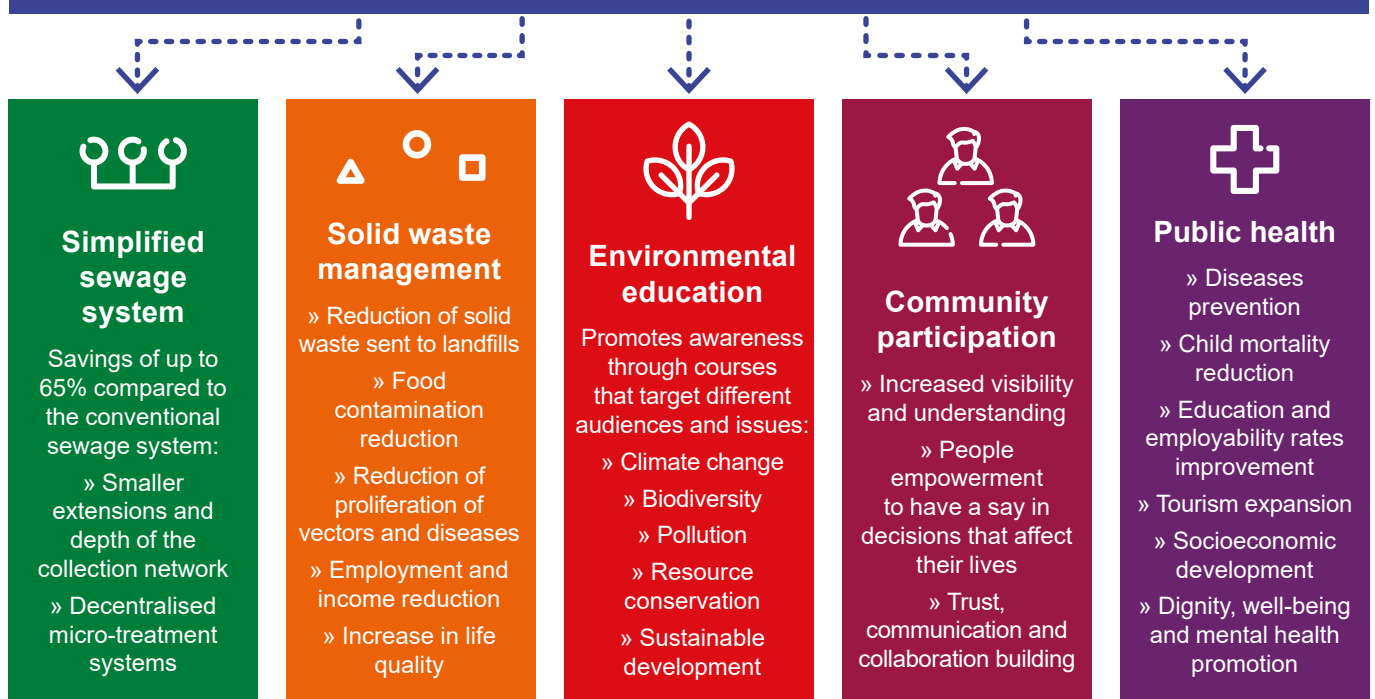 Simplified
sewage
system
Savings of up to
65% compared to
the conventional
sewage system:
» Smaller
extensions and
depth of the
collection network
» Decentralised
micro-treatment
systems
Solid waste
management
» Reduction of solid
waste sent to landfills
» Food
contamination
reduction
» Reduction of
proliferation of
vectors and diseases
» Employment and
income reduction
» Increase in life
quality
Environmental
education
Promotes awareness
through courses
that target different
audiences and issues:
» Climate change
» Biodiversity
» Pollution
» Resource
conservation
» Sustainable
development
Community
participation
» Increased visibility
and understanding
» People
empowerment
to have a say in
decisions that affect
their lives
» Trust,
communication and
collaboration building
Public health
» Diseases
prevention
» Child mortality
reduction
» Education and
employability rates
improvement
» Tourism expansion
» Socioeconomic
development
» Dignity, well-being
and mental health
promotion